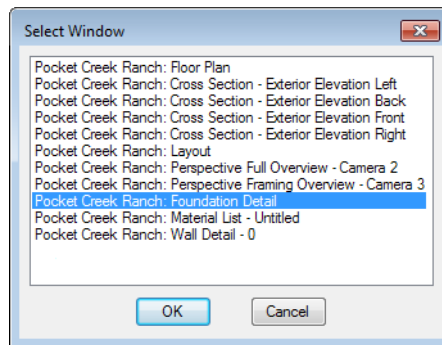 Select Window
Pocket Creek Ranch: Floor Plan
Pocket Creek Ranch: Cross Section - Exterior Elevation Left
Pocket Creek Ranch: Cross Section - Exterior Elevation Back
Pocket Creek Ranch: Cross Section - Exterior Elevation Front
Pocket Creek Ranch: Cross Section - Exterior Elevation Right
Pocket Creek Ranch: Layout
Pocket Creek Ranch: Perspective Full Overview - Camera 2
Pocket Creek Ranch: Perspective Framing Overview - Camera 3
Pocket Creek Ranch: Foundation Detail
Pocket Creek Ranch: Material List - Untitled
Pocket Creek Ranch: Wall Detail - 0
OK Cancel